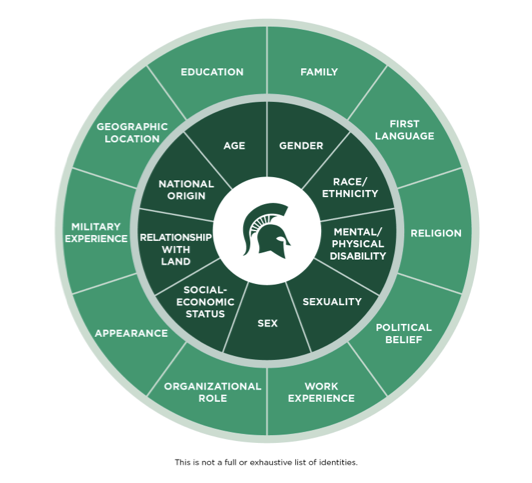 EDUCATION
FAMILY
FIRST
LANGUAGE
RELIGION
POLITICAL
BELIEF
WORK
EXPERIENCE
ORGANIZATIONAL
ROLE
APPEARANCE
MILITARY
EXPERIENCE
GEOGRAPHIC
LOCATION
AGE
GENDER
RACE/
ETHNICITY
MENTAL/
PHYSICAL
DISABILITY
SEXUALITY
SEX
SOCIAL-
ECONOMIC
STATUS
RELATIONSHIP
WITH
LAND
NATIONAL
ORIGIN
This is not a full or exhaustive list of identities.